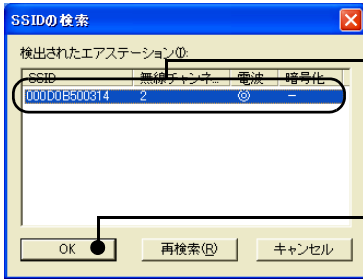 SSIDの検索
検出されたエアステーション(I):
SSID 無線チャンネ... 電波 暗号化
000D0B500314 2 ◎ −
OK 再検索(R) キャンセル